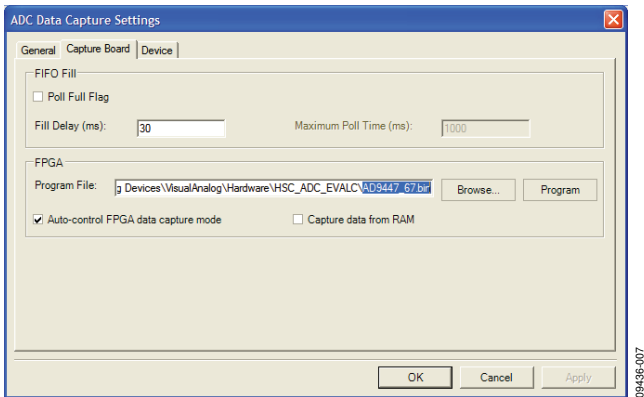 ADC Data Capture Settings
General Capture Board Device
FIFO Fill
Poll Full Flag
Fill Delay (ms): 30 Maximum Poll Time (ms): 1000
FPGA
Program File: g Devices\VisualAnalog\Hardware\HSC_ADC_EVALC\AD9447_67.bin Browse... Program
Auto-control FPGA data capture mode Capture data from RAM
OK Cancel Apply
09436-007